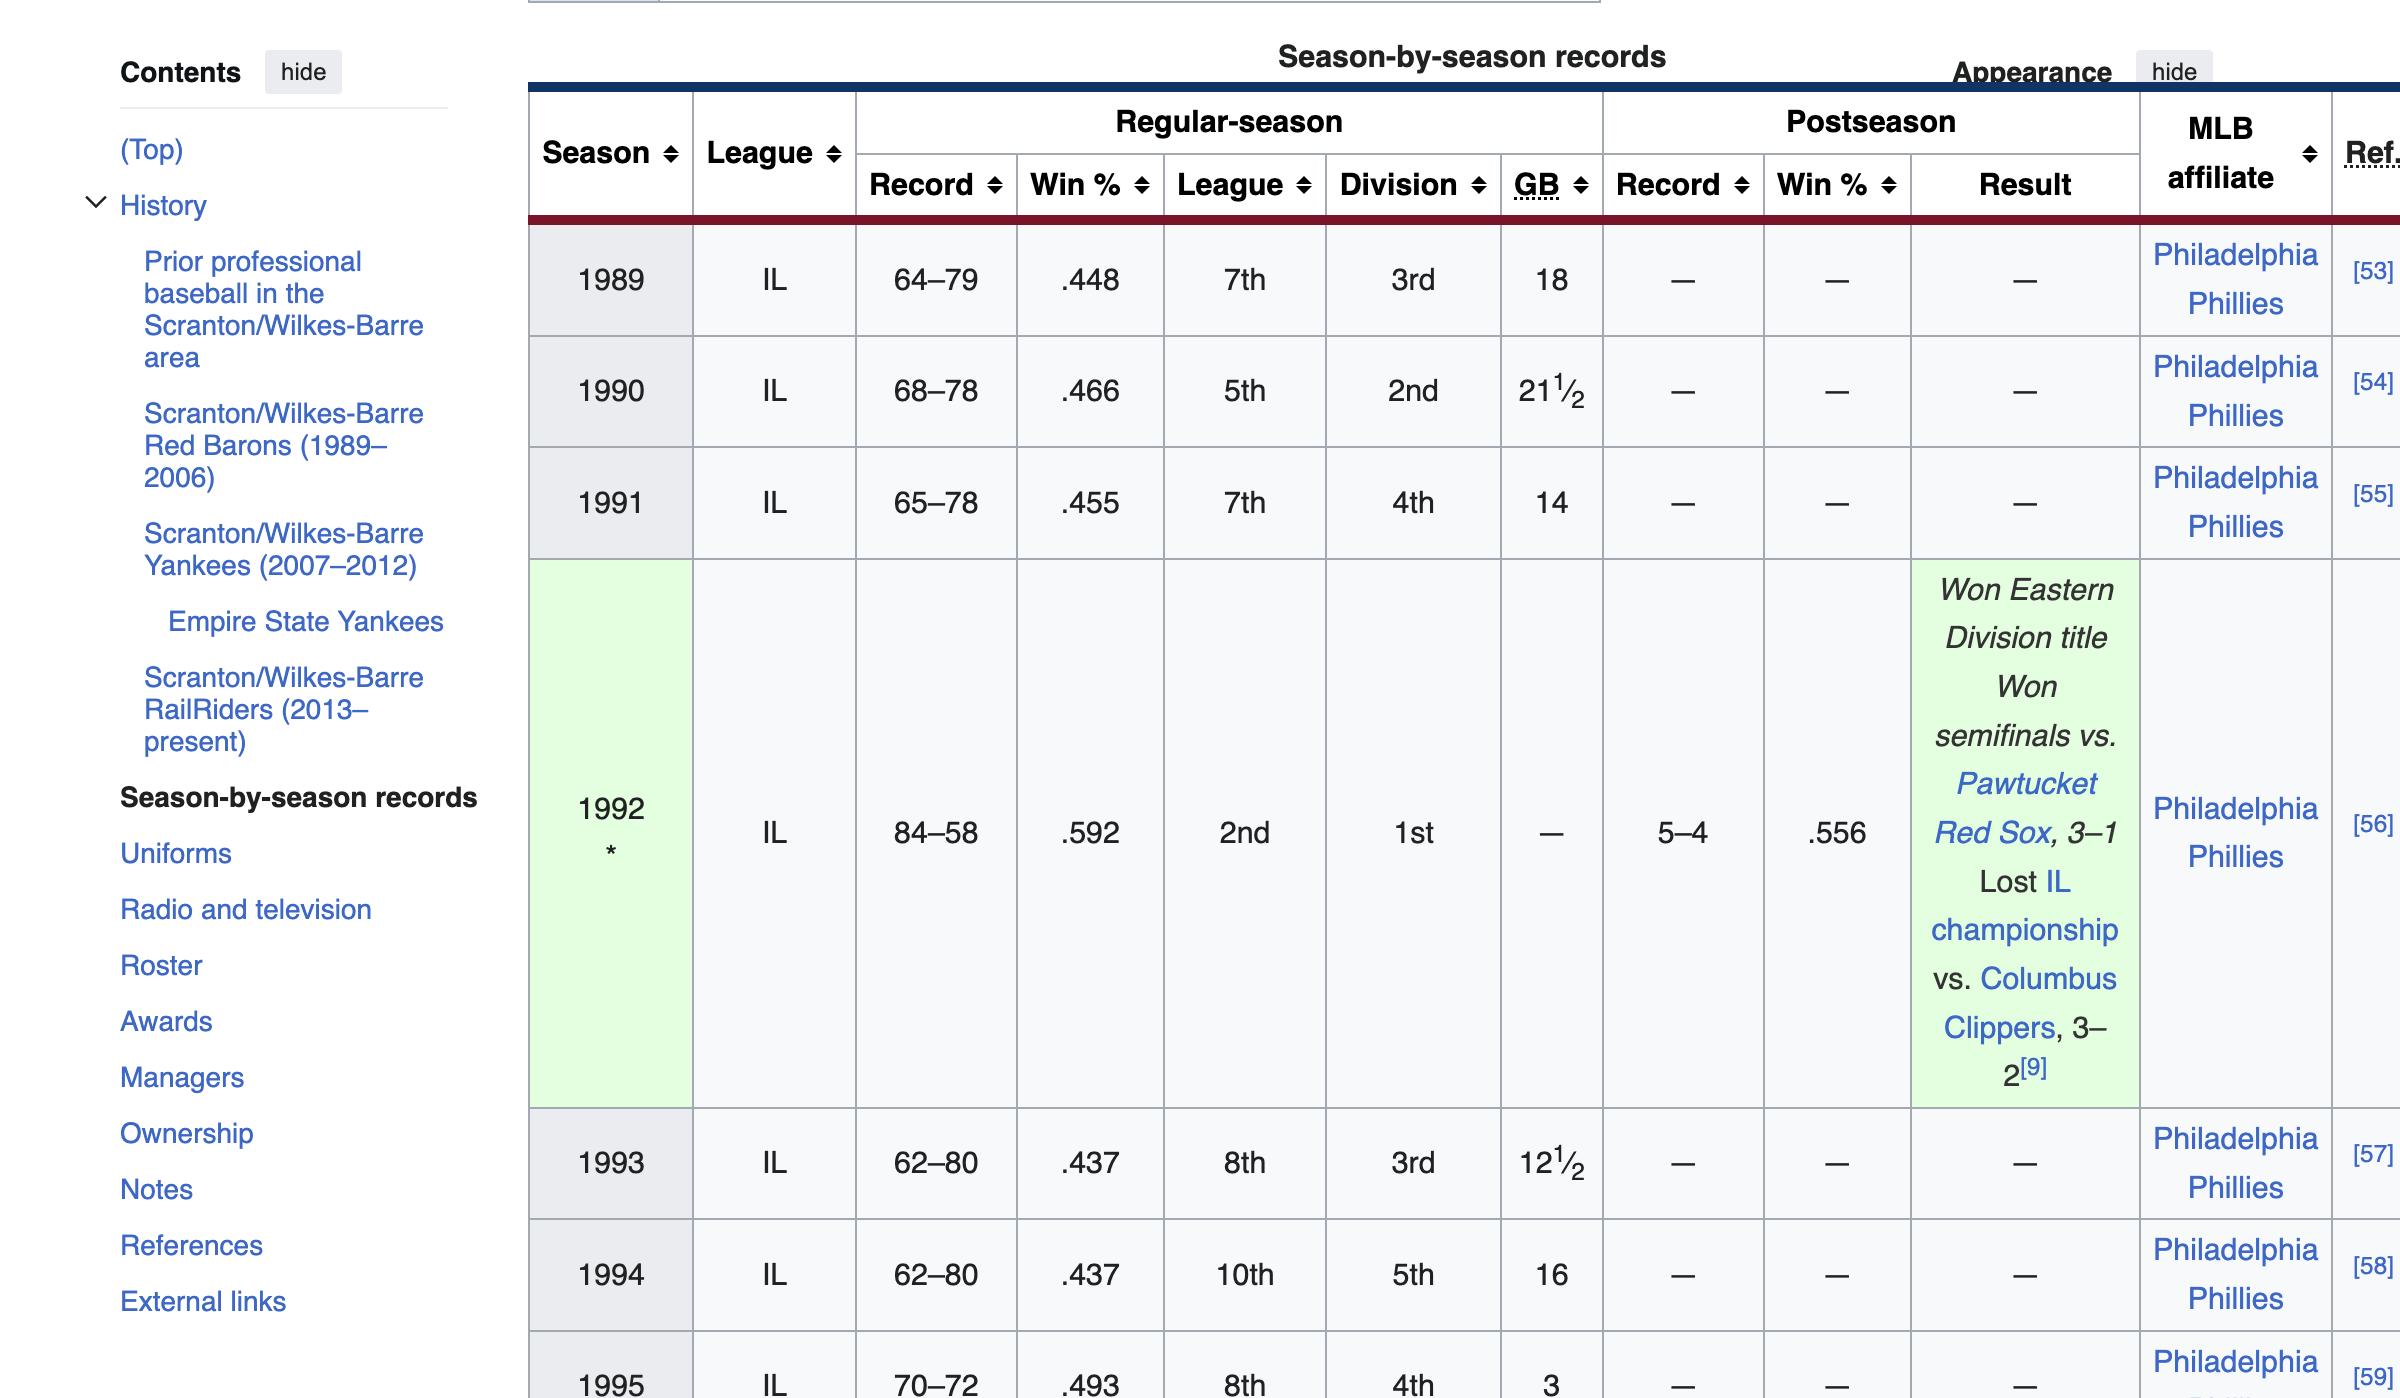 Contents hide
(Top)
History
Prior professional
baseball in the
Scranton/Wilkes-Barre
area
Scranton/Wilkes-Barre
Red Barons (1989–
2006)
Scranton/Wilkes-Barre
Yankees (2007–2012)
Empire State Yankees
Scranton/Wilkes-Barre
RailRiders (2013–
present)
Season-by-season records
Uniforms
Radio and television
Roster
Awards
Managers
Ownership
Notes
References
External links
Season-by-season records
Appearance hide
Season League Regular-season Postseason MLB affiliate Ref.
Record Win % League Division GB Record Win % Result
1989 IL 64–79 .448 7th 3rd 18 — — — Philadelphia Phillies [53]
1990 IL 68–78 .466 5th 2nd 21½ — — — Philadelphia Phillies [54]
1991 IL 65–78 .455 7th 4th 14 — — — Philadelphia Phillies [55]
1992 * IL 84–58 .592 2nd 1st — 5–4 .556
Won Eastern
Division title
Won
semifinals vs.
Pawtucket
Red Sox, 3–1
Lost IL
championship
vs. Columbus
Clippers, 3–
2[9]
Philadelphia Phillies [56]
1993 IL 62–80 .437 8th 3rd 12½ — — — Philadelphia Phillies [57]
1994 IL 62–80 .437 10th 5th 16 — — — Philadelphia Phillies [58]
1995 IL 70–72 .493 8th 4th 3 — — — Philadelphia [59]